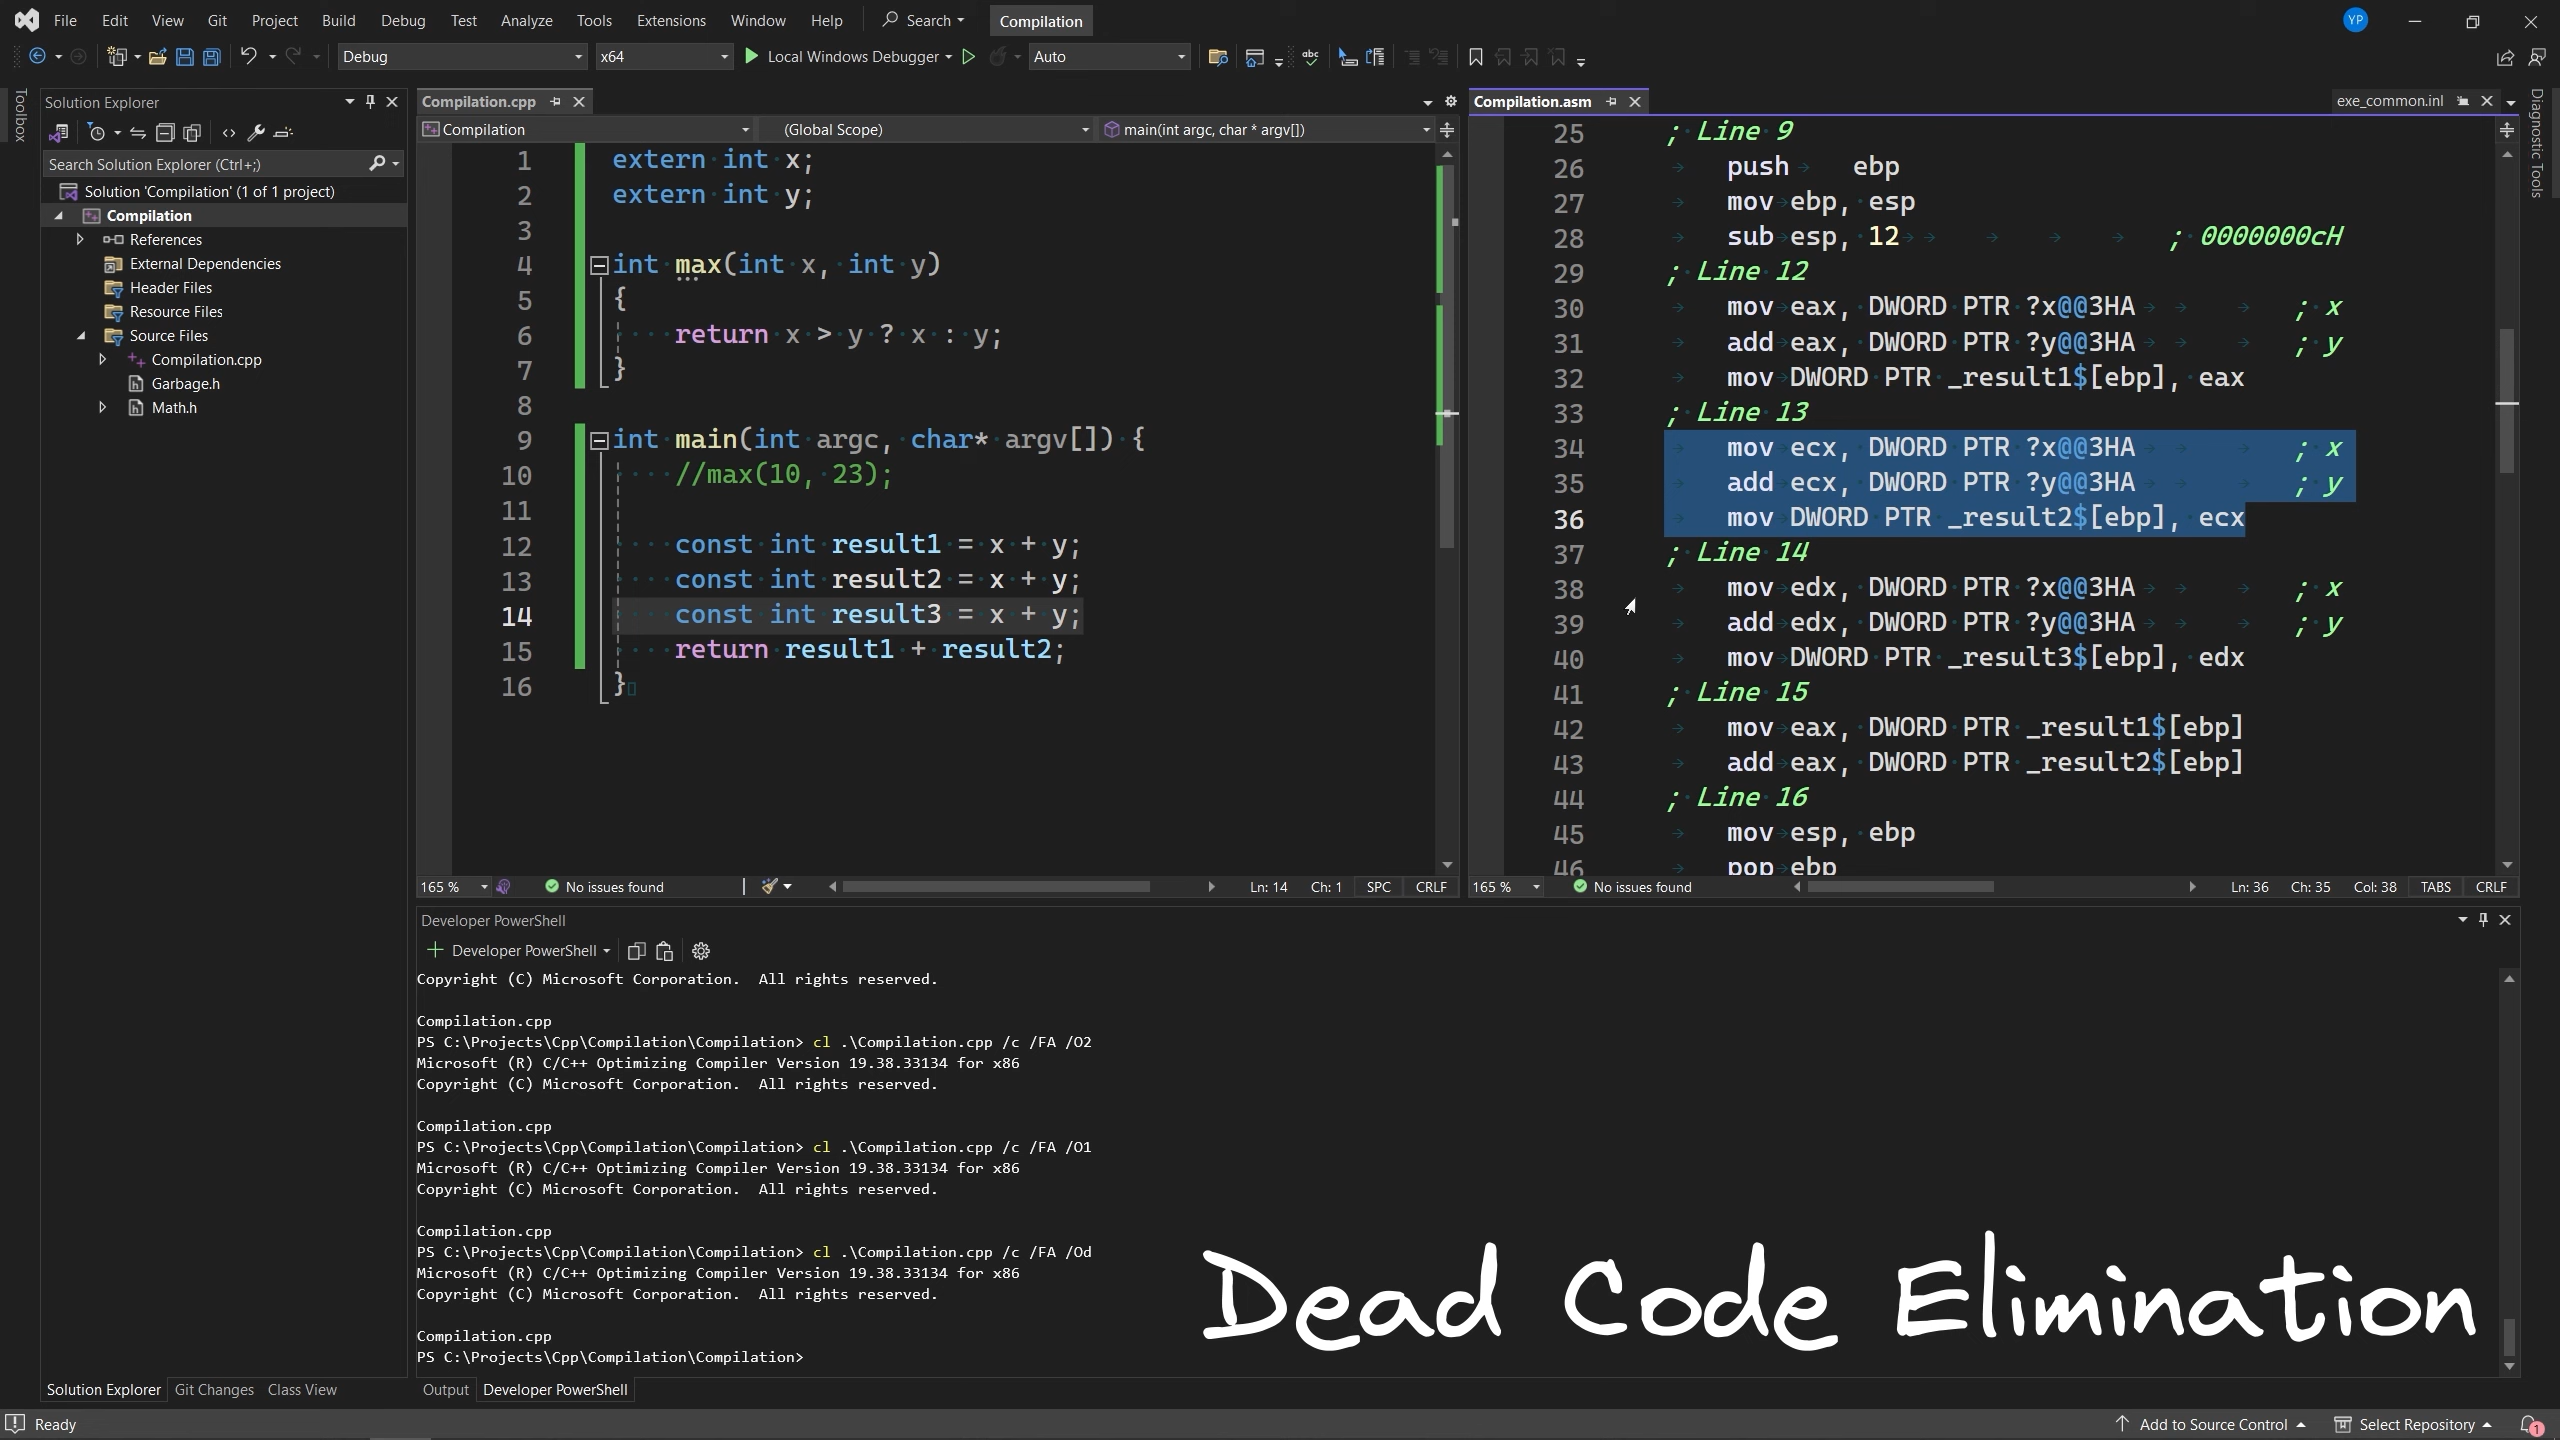 File Edit View Git Project Build Debug Test Analyze Tools Extensions Window Help Search Compilation YP
Debug x64 Local Windows Debugger Auto
Toolbox
Solution Explorer
Search Solution Explorer (Ctrl+;)
Solution 'Compilation' (1 of 1 project)
Compilation
References
External Dependencies
Header Files
Resource Files
Source Files
Compilation.cpp
Garbage.h
Math.h
Compilation.cpp
Compilation (Global Scope) main(int argc, char * argv[])
1 extern int x;
2 extern int y;
3
4 int max(int x, int y)
5 {
6 return x > y ? x : y;
7 }
8
9 int main(int argc, char* argv[]) {
10 //max(10, 23);
11
12 const int result1 = x + y;
13 const int result2 = x + y;
14 const int result3 = x + y;
15 return result1 + result2;
16 }
165 % No issues found Ln: 14 Ch: 1 SPC CRLF
Compilation.asm exe_common.inl
25 ; Line 9
26 push ebp
27 mov ebp, esp
28 sub esp, 12 ; 0000000cH
29 ; Line 12
30 mov eax, DWORD PTR ?x@@3HA ; x
31 add eax, DWORD PTR ?y@@3HA ; y
32 mov DWORD PTR _result1$[ebp], eax
33 ; Line 13
34 mov ecx, DWORD PTR ?x@@3HA ; x
35 add ecx, DWORD PTR ?y@@3HA ; y
36 mov DWORD PTR _result2$[ebp], ecx
37 ; Line 14
38 mov edx, DWORD PTR ?x@@3HA ; x
39 add edx, DWORD PTR ?y@@3HA ; y
40 mov DWORD PTR _result3$[ebp], edx
41 ; Line 15
42 mov eax, DWORD PTR _result1$[ebp]
43 add eax, DWORD PTR _result2$[ebp]
44 ; Line 16
45 mov esp, ebp
46 pop ebp
165 % No issues found Ln: 36 Ch: 35 Col: 38 TABS CRLF
Diagnostic Tools
Developer PowerShell
Developer PowerShell
Copyright (C) Microsoft Corporation. All rights reserved.
Compilation.cpp
PS C:\Projects\Cpp\Compilation\Compilation> cl .\Compilation.cpp /c /FA /O2
Microsoft (R) C/C++ Optimizing Compiler Version 19.38.33134 for x86
Copyright (C) Microsoft Corporation. All rights reserved.
Compilation.cpp
PS C:\Projects\Cpp\Compilation\Compilation> cl .\Compilation.cpp /c /FA /O1
Microsoft (R) C/C++ Optimizing Compiler Version 19.38.33134 for x86
Copyright (C) Microsoft Corporation. All rights reserved.
Compilation.cpp
PS C:\Projects\Cpp\Compilation\Compilation> cl .\Compilation.cpp /c /FA /Od
Microsoft (R) C/C++ Optimizing Compiler Version 19.38.33134 for x86
Copyright (C) Microsoft Corporation. All rights reserved.
Compilation.cpp
PS C:\Projects\Cpp\Compilation\Compilation>
Dead Code Elimination
Solution Explorer Git Changes Class View Output Developer PowerShell
Ready Add to Source Control Select Repository 1